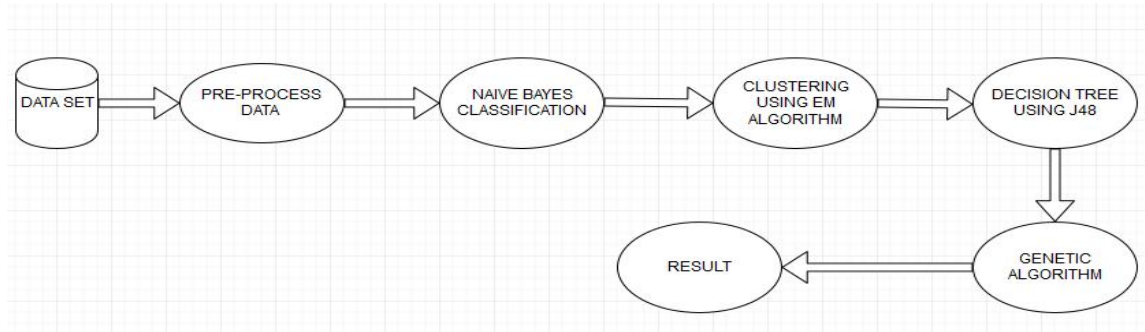 DATA SET
PRE-PROCESS
DATA
NAIVE BAYES
CLASSIFICATION
CLUSTERING
USING EM
ALGORITHM
DECISION TREE
USING J48
GENETIC
ALGORITHM
RESULT